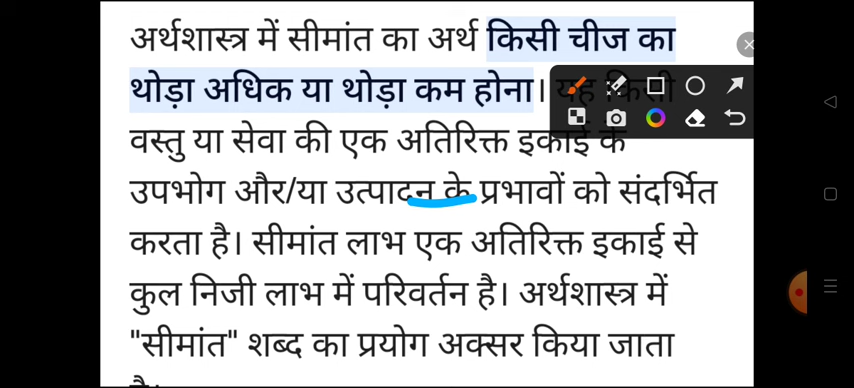 अर्थशास्त्र में सीमांत का अर्थ किसी चीज का
थोड़ा अधिक या थोड़ा कम होना। यह किसी
वस्तु या सेवा की एक अतिरिक्त इकाई के
उपभोग और/या उत्पादन के प्रभावों को संदर्भित
करता है। सीमांत लाभ एक अतिरिक्त इकाई से
कुल निजी लाभ में परिवर्तन है। अर्थशास्त्र में
"सीमांत" शब्द का प्रयोग अक्सर किया जाता
है।